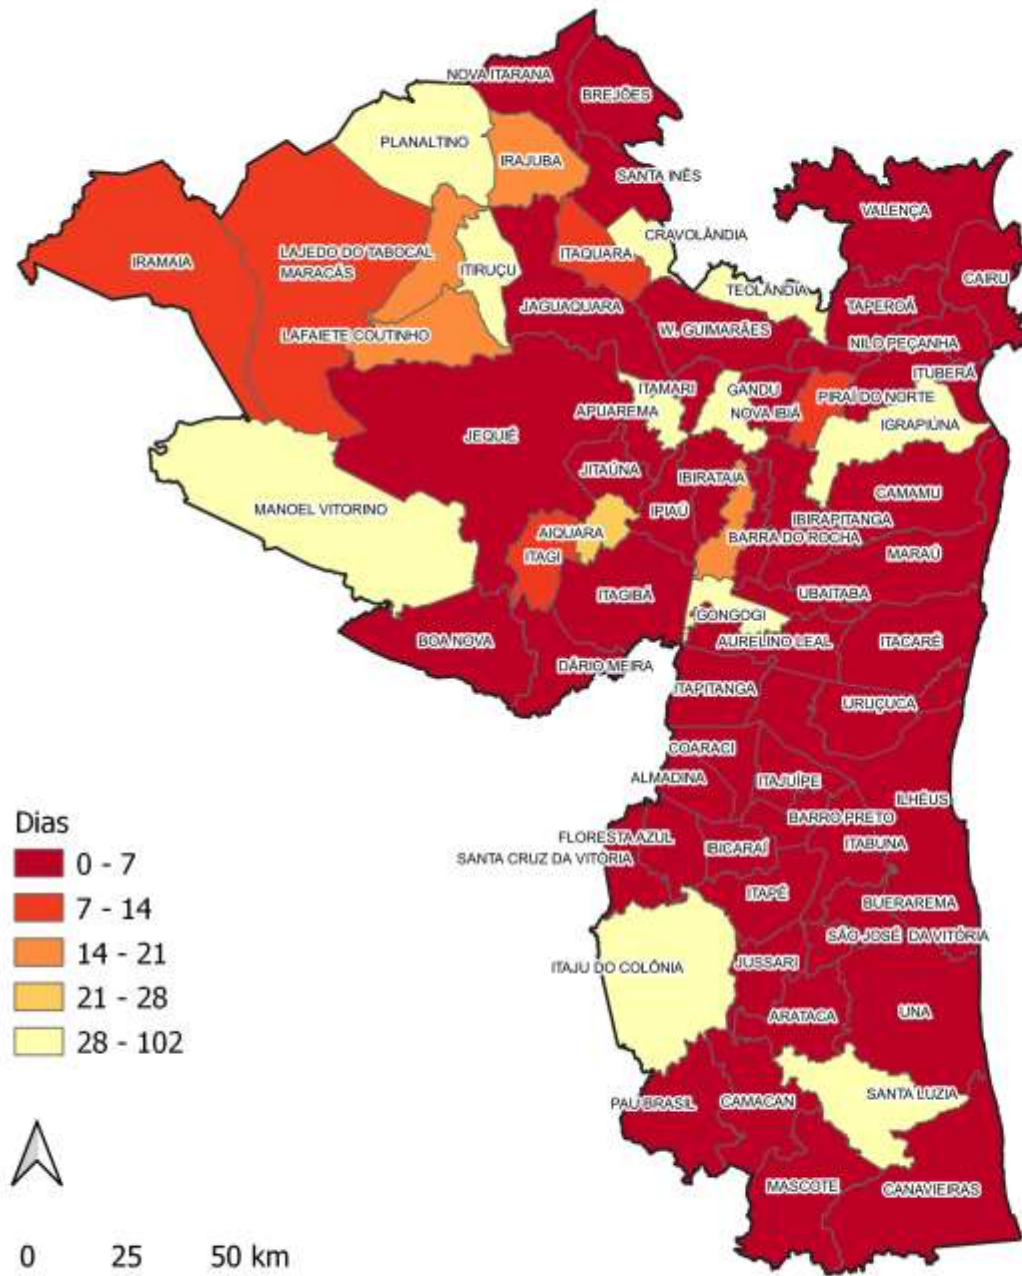 NOVA ITARANA
BREJÕES
PLANALTINO
IRAJUBA
SANTA INÊS
VALENÇA
CRAVOLÂNDIA
LAJEDO DO TABOCAL
ITAQUARA
IRAMAIA
MARACÁS
ITIRUÇU
CAIRU
TEOLÂNDIA
JAGUAQUARA
TAPEROÁ
W. GUIMARÃES
LAFAIETE COUTINHO
NILO PEÇANHA
ITUBERÁ
ITAMARI
GANDU
PIRAÍ DO NORTE
APUAREMA
NOVA IBIÁ
IGRAPIÚNA
JEQUIÉ
JITAÚNA
IBIRATAIA
CAMAMU
MANOEL VITORINO
IPIAÚ
IBIRAPITANGA
AIQUARA
BARRA DO ROCHA
ITAGI
MARAÚ
ITAGIBÁ
UBAITABA
GONGOGI
BOA NOVA
AURELINO LEAL
ITACARÉ
DÁRIO MEIRA
ITAPITANGA
URUÇUCA
COARACI
ALMADINA
ITAJUÍPE
ILHÉUS
BARRO PRETO
Dias
FLORESTA AZUL
ITABUNA
0 - 7
IBICARAÍ
SANTA CRUZ DA VITÓRIA
7 - 14
ITAPÉ
BUERAREMA
14 - 21
SÃO JOSÉ DA VITÓRIA
ITAJU DO COLÔNIA
JUSSARI
21 - 28
ARATACA
UNA
28 - 102
SANTA LUZIA
PAU BRASIL
CAMACAN
MASCOTE
CANAVIEIRAS
0 25 50 km